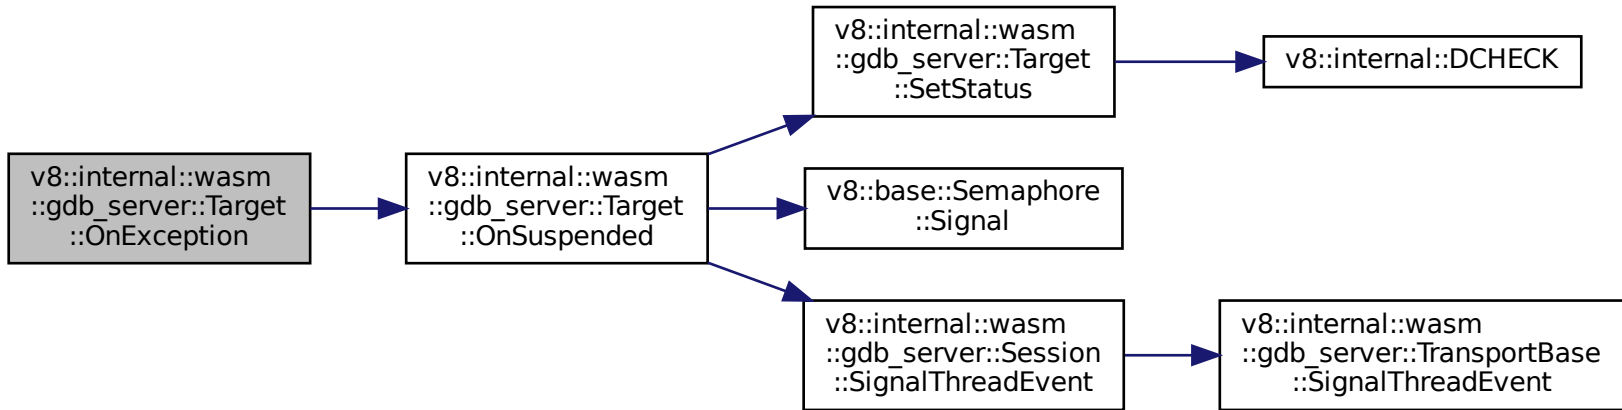 v8::internal::wasm
::gdb_server::Target
::OnException
v8::internal::wasm
::gdb_server::Target
::OnSuspended
v8::internal::wasm
::gdb_server::Target
::SetStatus
v8::internal::DCHECK
v8::base::Semaphore
::Signal
v8::internal::wasm
::gdb_server::Session
::SignalThreadEvent
v8::internal::wasm
::gdb_server::TransportBase
::SignalThreadEvent